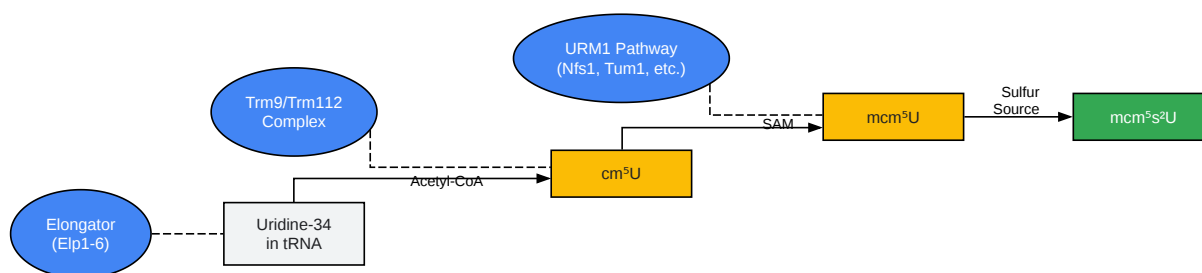 URM1 Pathway
(Nfs1, Tum1, etc.)
Trm9/Trm112
Complex
Sulfur
Source
mcm⁵U
mcm⁵s²U
SAM
cm⁵U
Acetyl-CoA
Elongator
(Elp1-6)
Uridine-34
in tRNA